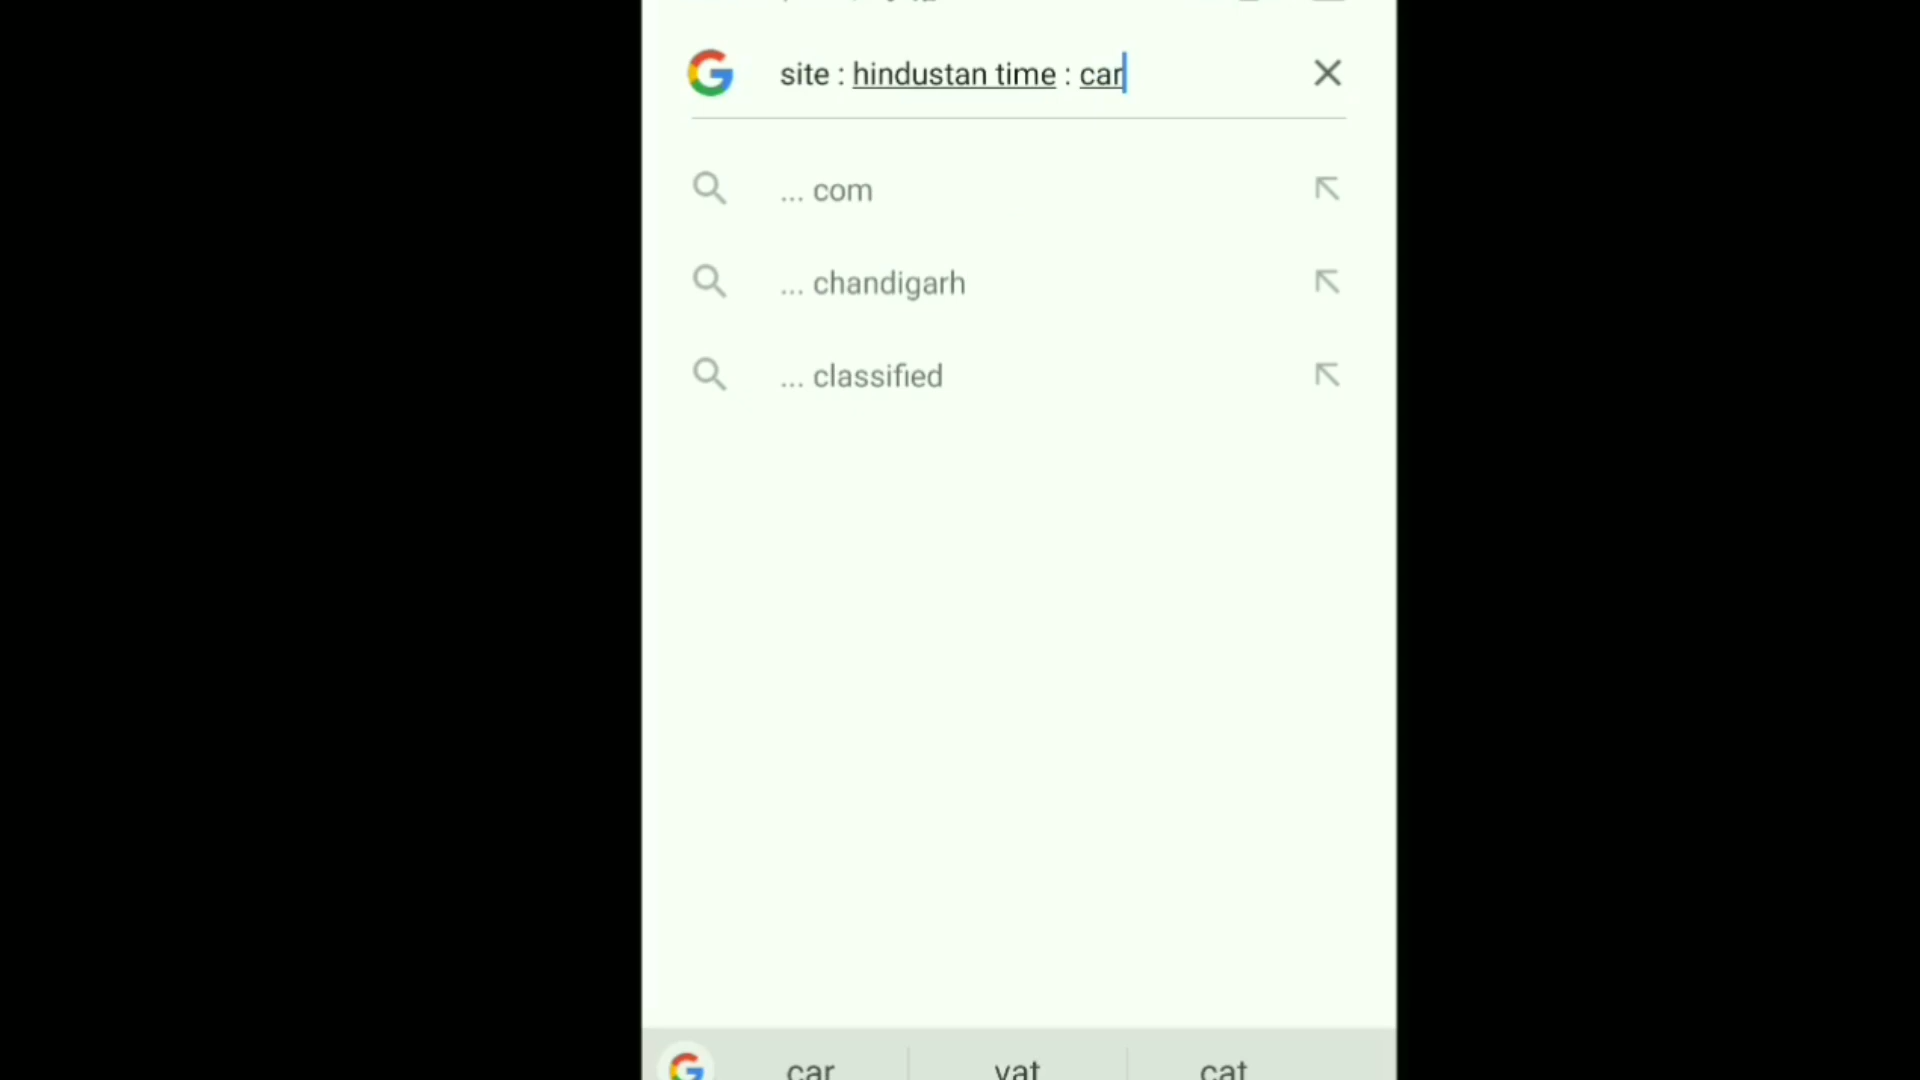 site : hindustan time : car
... com
... chandigarh
... classified
car vat cat